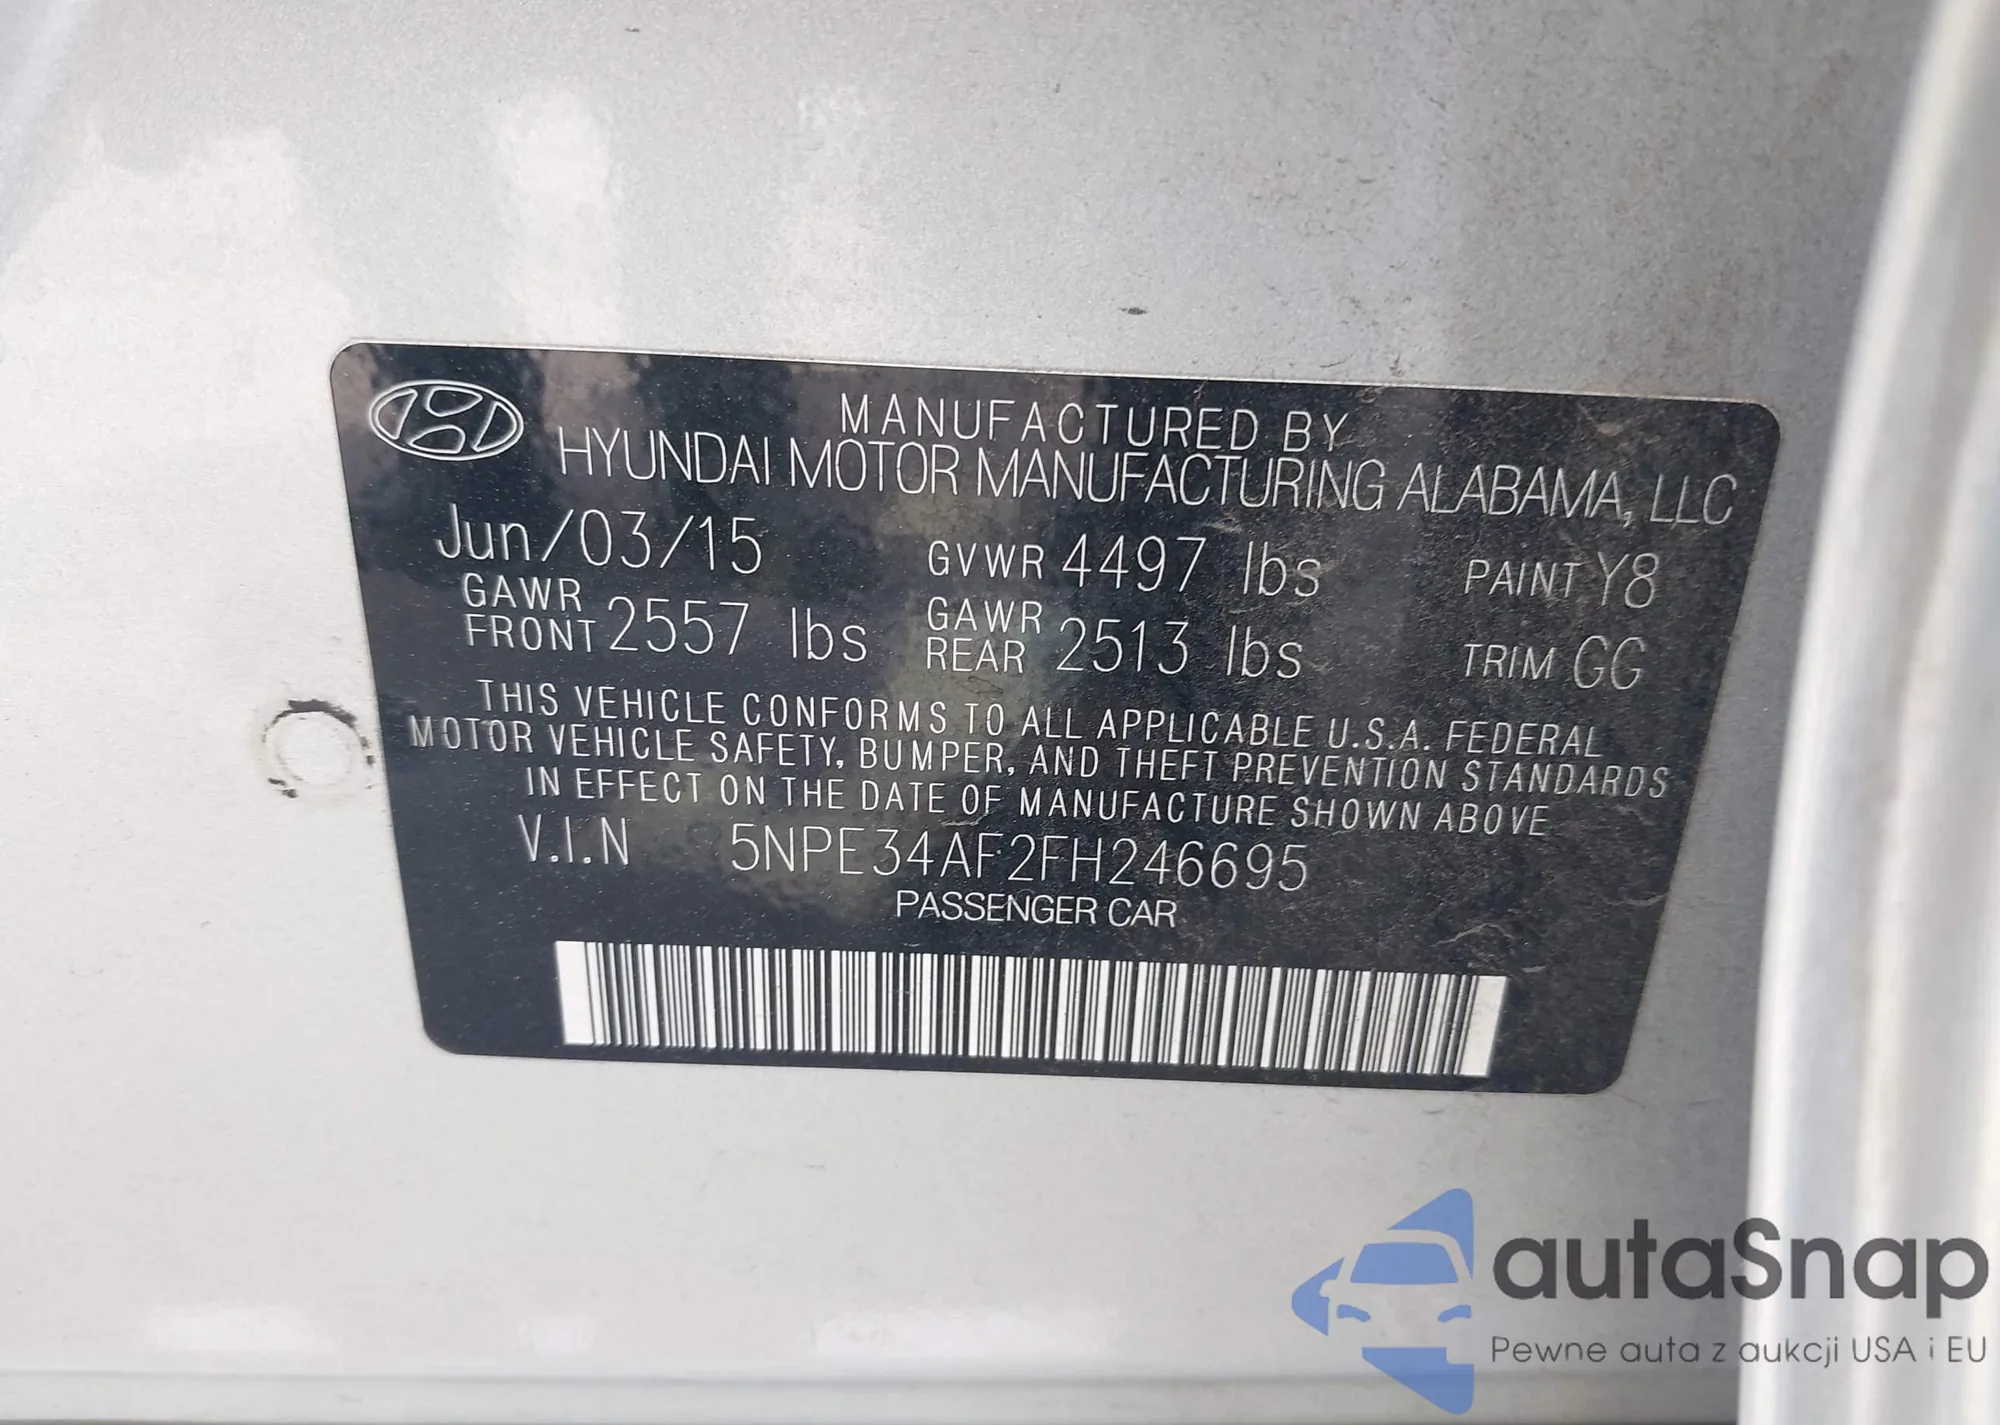 MANUFACTURED BY
HYUNDAI MOTOR MANUFACTURING ALABAMA, LLC
Jun/03/15 GVWR 4497 lbs PAINT Y8
GAWR FRONT 2557 lbs GAWR REAR 2513 lbs TRIM GG
THIS VEHICLE CONFORMS TO ALL APPLICABLE U.S.A. FEDERAL
MOTOR VEHICLE SAFETY, BUMPER, AND THEFT PREVENTION STANDARDS
IN EFFECT ON THE DATE OF MANUFACTURE SHOWN ABOVE
V.I.N 5NPE34AF2FH246695
PASSENGER CAR
autaSnap
Pewne auta z aukcji USA i EU